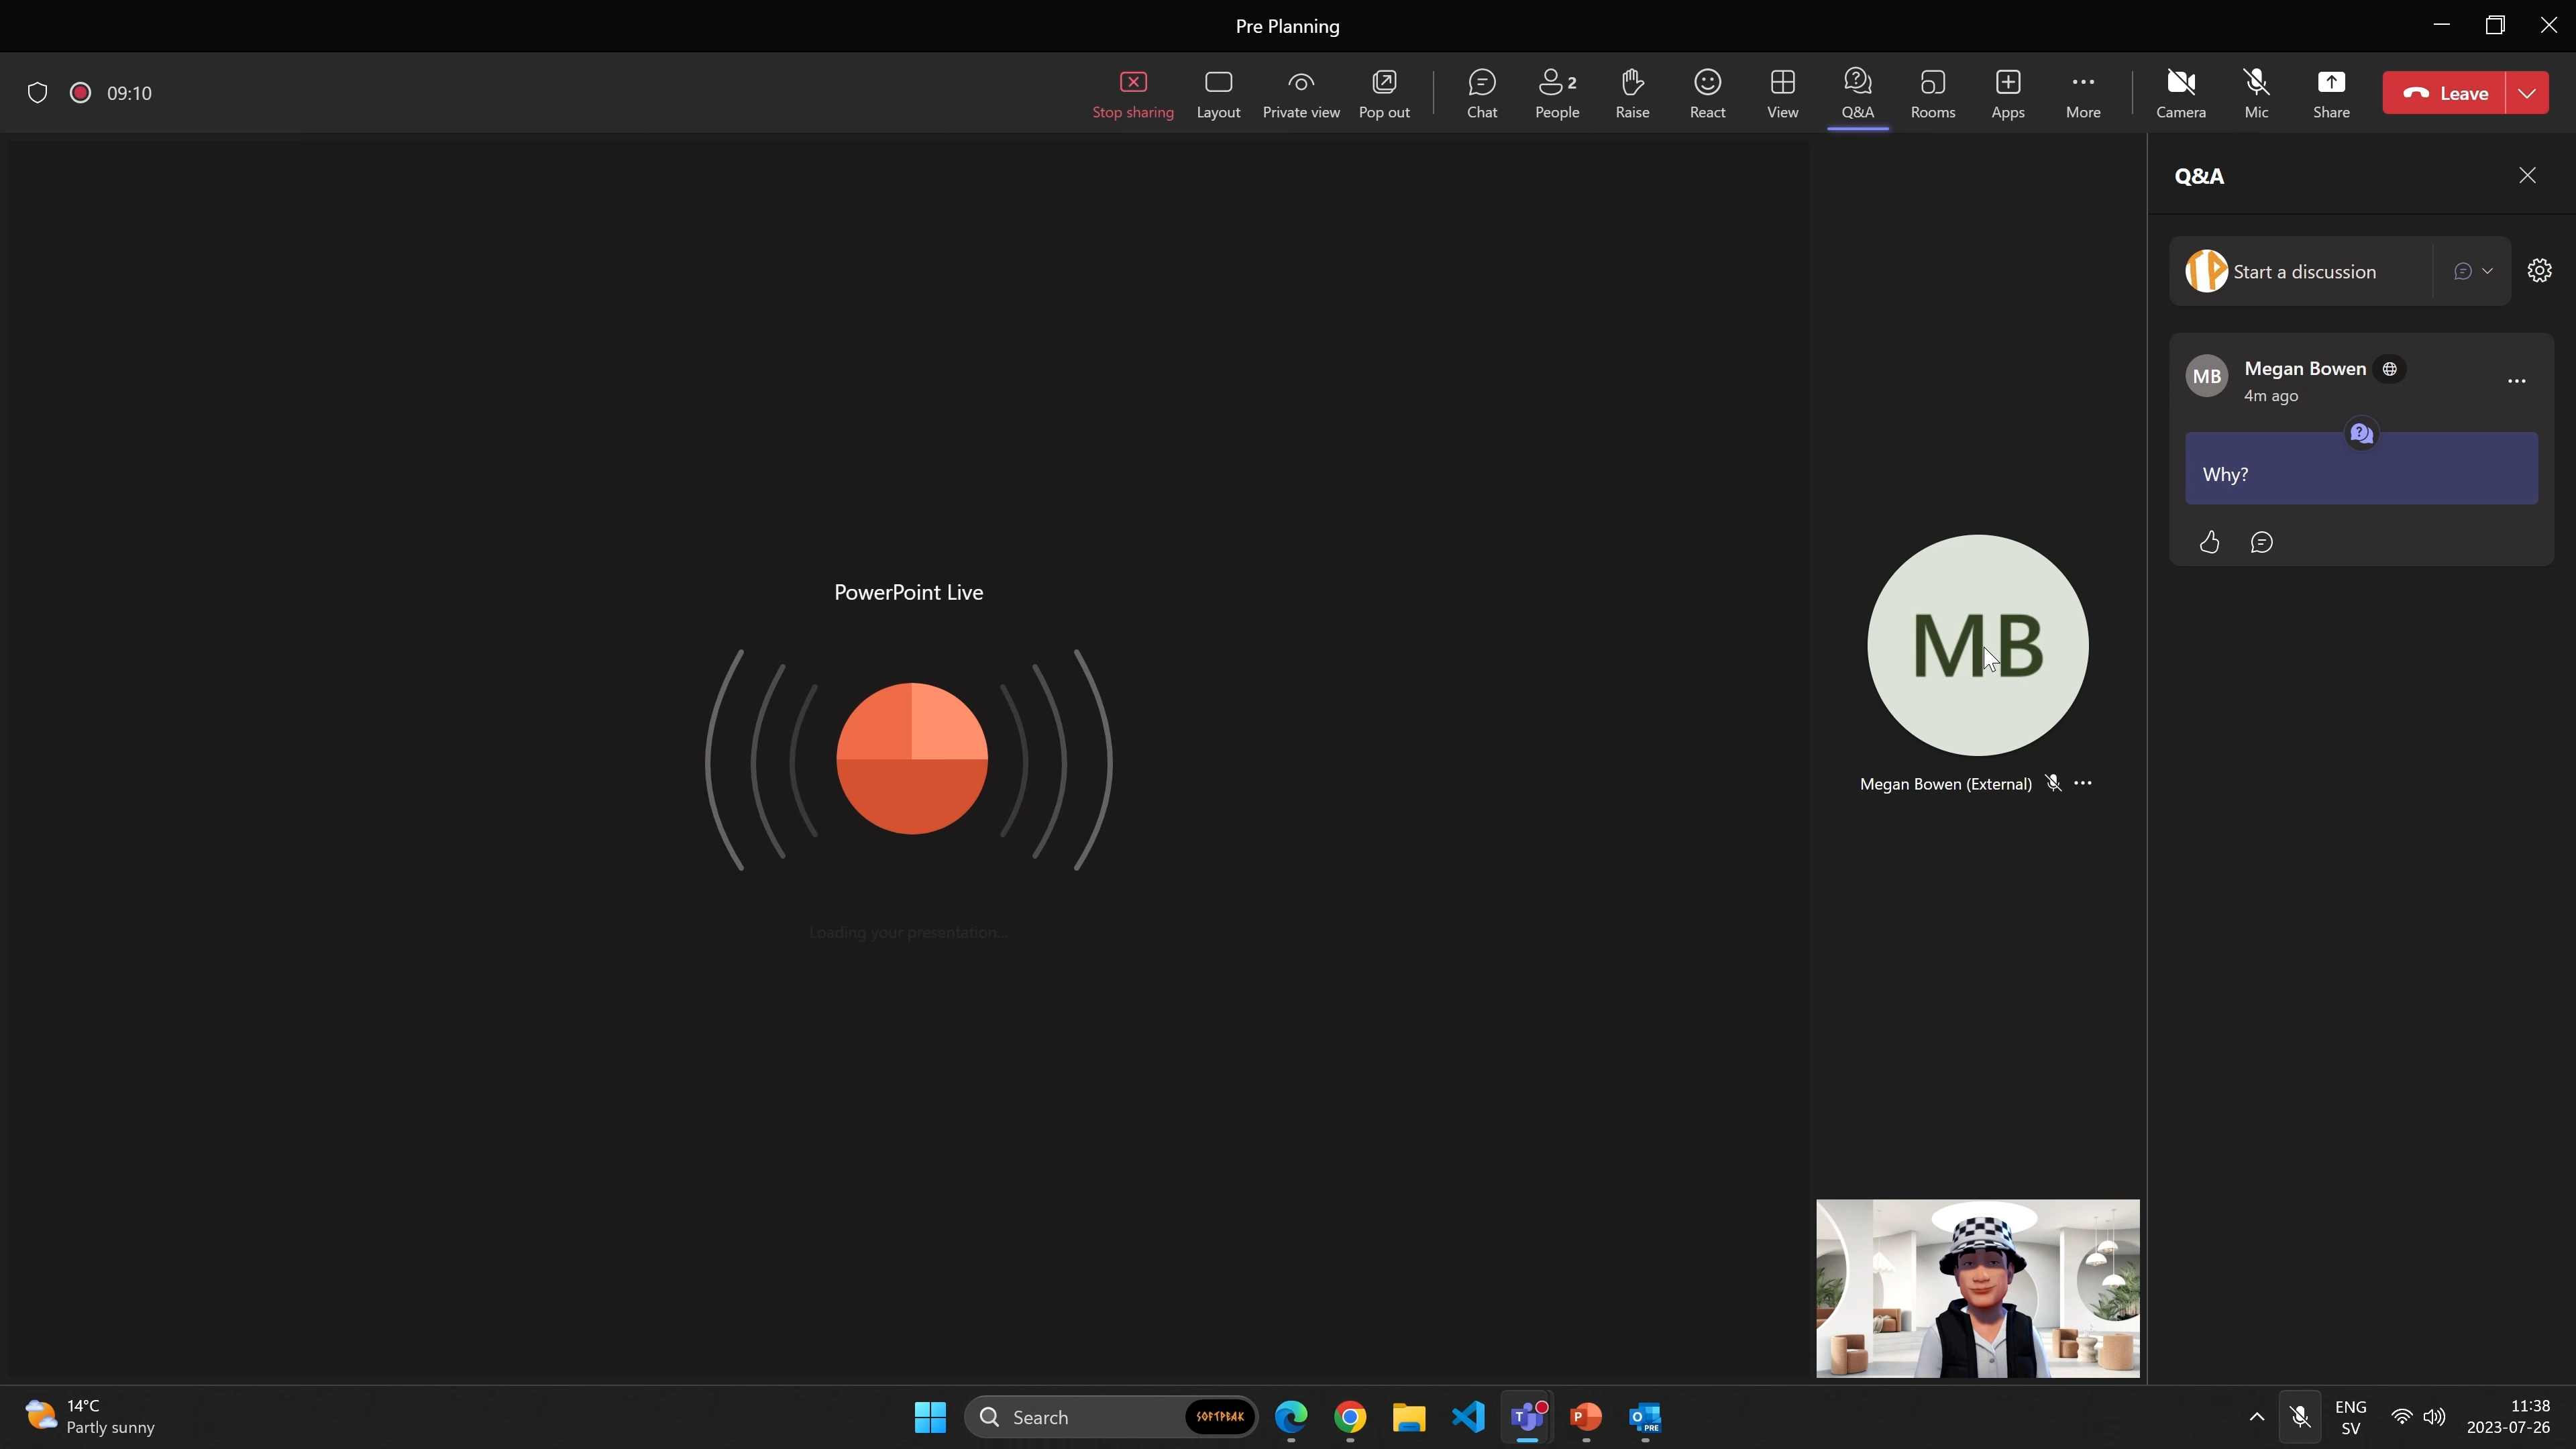 Pre Planning
09:10
Stop sharing
Layout
Private view
Pop out
Chat
People
2
Raise
React
View
Q&A
Rooms
Apps
More
Camera
Mic
Share
Leave
Q&A
Start a discussion
MB
Megan Bowen
4m ago
Why?
PowerPoint Live
Loading your presentation...
MB
Megan Bowen (External)
14°C
Partly sunny
Search
SOFTPEAK
T
P
O
PRE
ENG
SV
11:38
2023-07-26